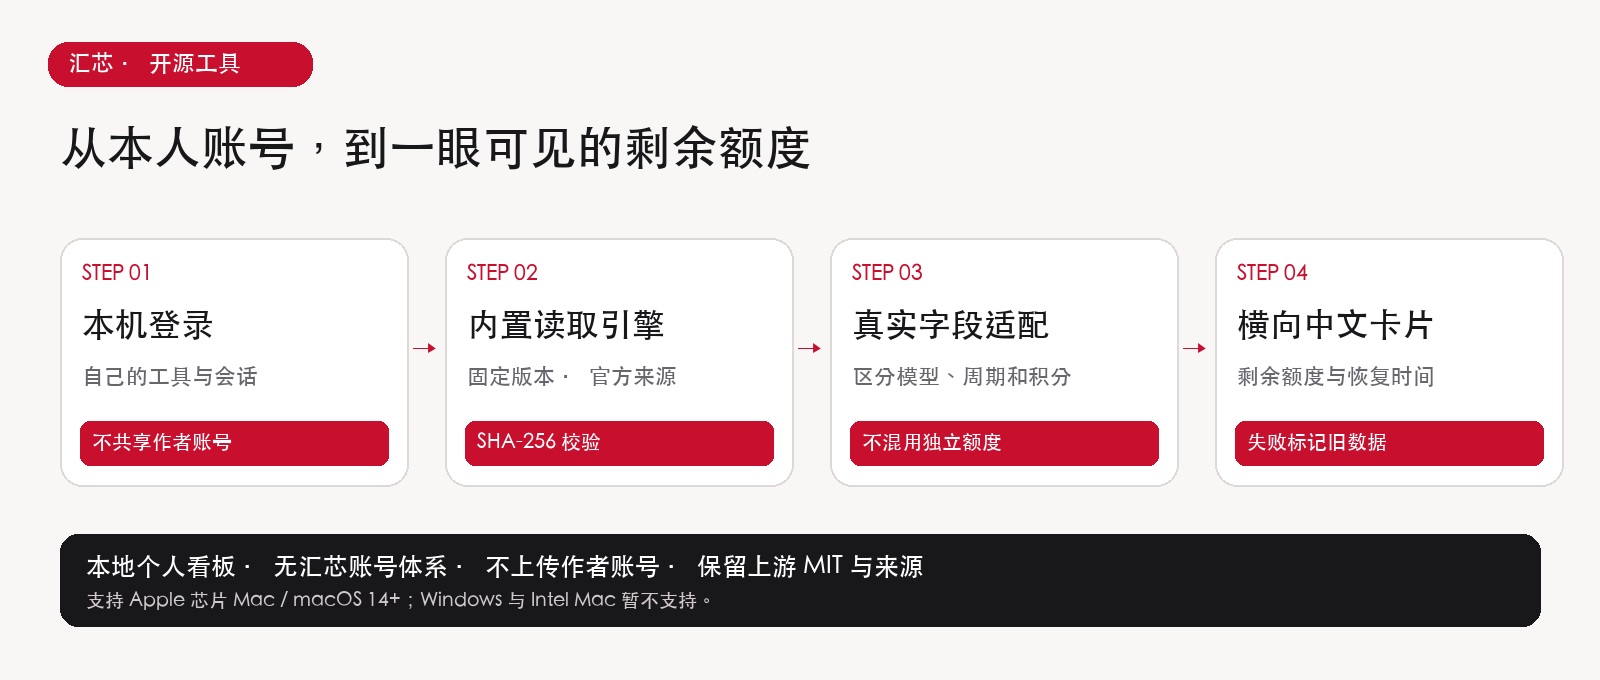 汇芯 · 开源工具
从本人账号，到一眼可见的剩余额度
STEP 01
本机登录
自己的工具与会话
不共享作者账号
→
STEP 02
内置读取引擎
固定版本 · 官方来源
SHA-256 校验
→
STEP 03
真实字段适配
区分模型、周期和积分
不混用独立额度
→
STEP 04
横向中文卡片
剩余额度与恢复时间
失败标记旧数据
本地个人看板 · 无汇芯账号体系 · 不上传作者账号 · 保留上游 MIT 与来源
支持 Apple 芯片 Mac / macOS 14+；Windows 与 Intel Mac 暂不支持。